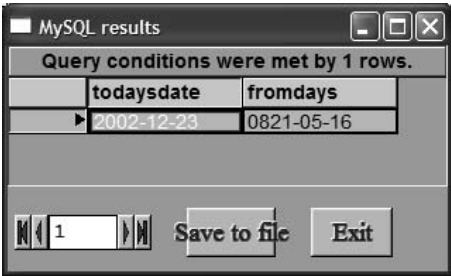 MySQL results
Query conditions were met by 1 rows.
todaysdate fromdays
2002-12-23 0821-05-16
1 Save to file Exit